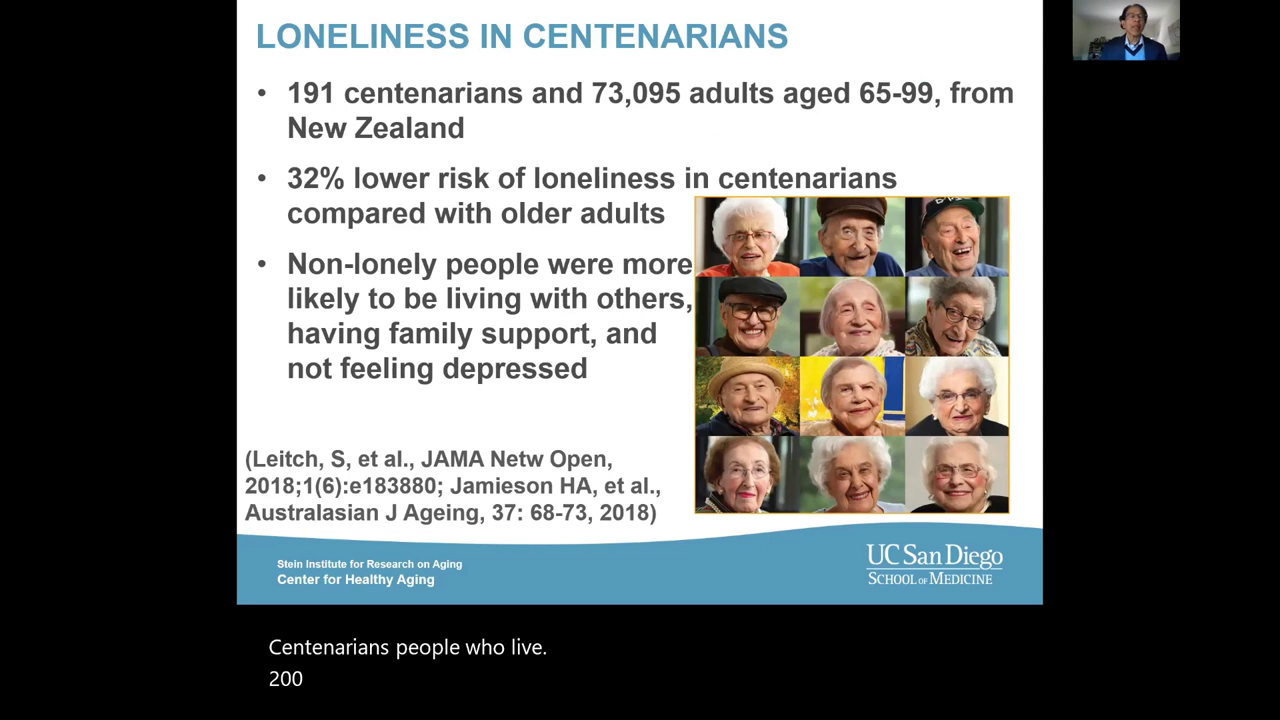 LONELINESS IN CENTENARIANS
• 191 centenarians and 73,095 adults aged 65-99, from
New Zealand
• 32% lower risk of loneliness in centenarians
compared with older adults
• Non-lonely people were more
likely to be living with others,
having family support, and
not feeling depressed
(Leitch, S, et al., JAMA Netw Open,
2018;1(6):e183880; Jamieson HA, et al.,
Australasian J Ageing, 37: 68-73, 2018)
Stein Institute for Research on Aging
Center for Healthy Aging
UC San Diego
SCHOOL OF MEDICINE
Centenarians people who live.
200